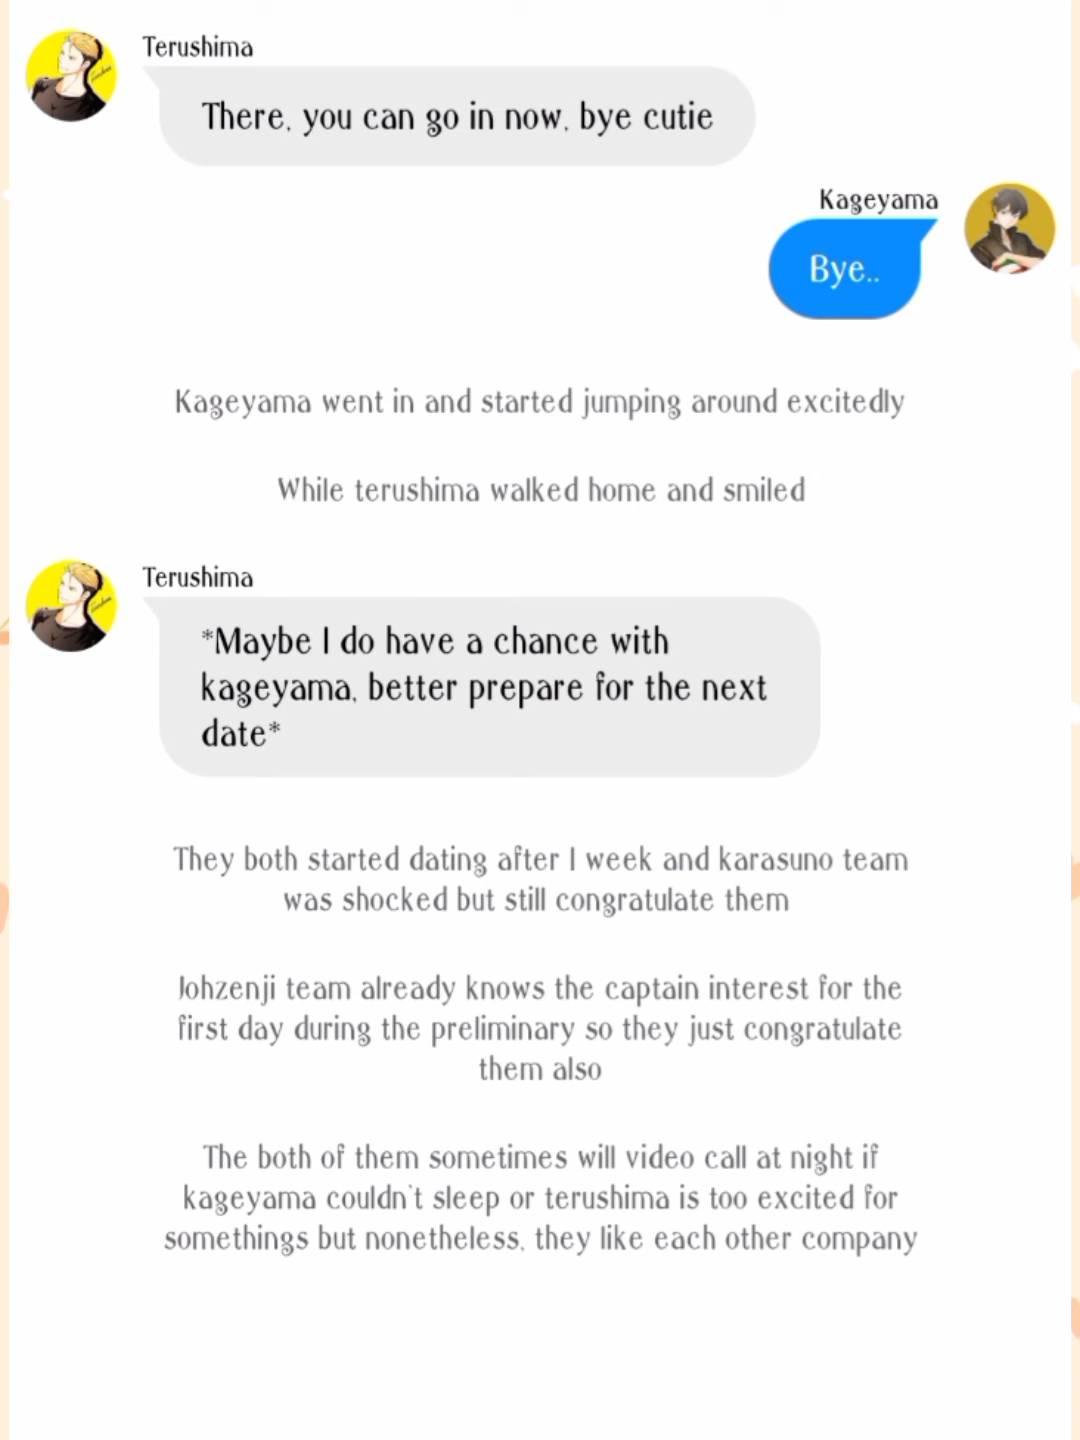 Terushima
There, you can go in now, bye cutie
Kageyama
Bye..
Kageyama went in and started jumping around excitedly
While terushima walked home and smiled
Terushima
*Maybe I do have a chance with
kageyama, better prepare for the next
date*
They both started dating after 1 week and karasuno team
was shocked but still congratulate them
Johzenji team already knows the captain interest for the
first day during the preliminary so they just congratulate
them also
The both of them sometimes will video call at night if
kageyama couldn't sleep or terushima is too excited for
somethings but nonetheless, they like each other company